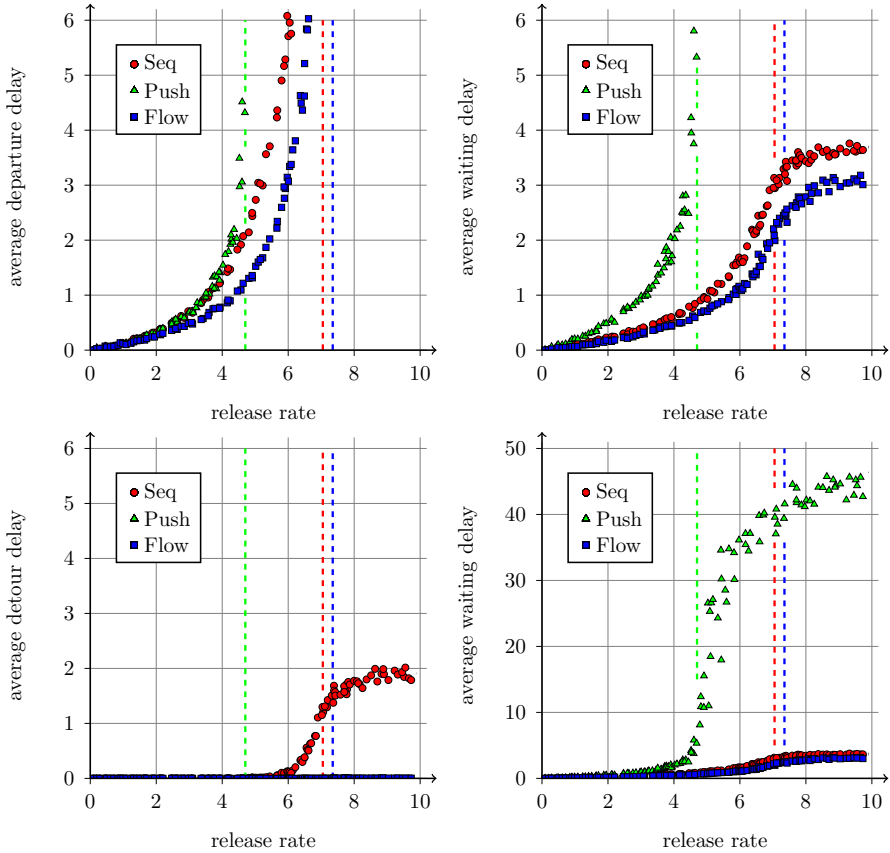 average departure delay
6
5
4
3
2
1
0
Seq
Push
Flow
0 2 4 6 8 10
release rate
average waiting delay
6
5
4
3
2
1
0
Seq
Push
Flow
0 2 4 6 8 10
release rate
average detour delay
6
5
4
3
2
1
0
Seq
Push
Flow
0 2 4 6 8 10
release rate
average waiting delay
50
40
30
20
10
0
Seq
Push
Flow
0 2 4 6 8 10
release rate